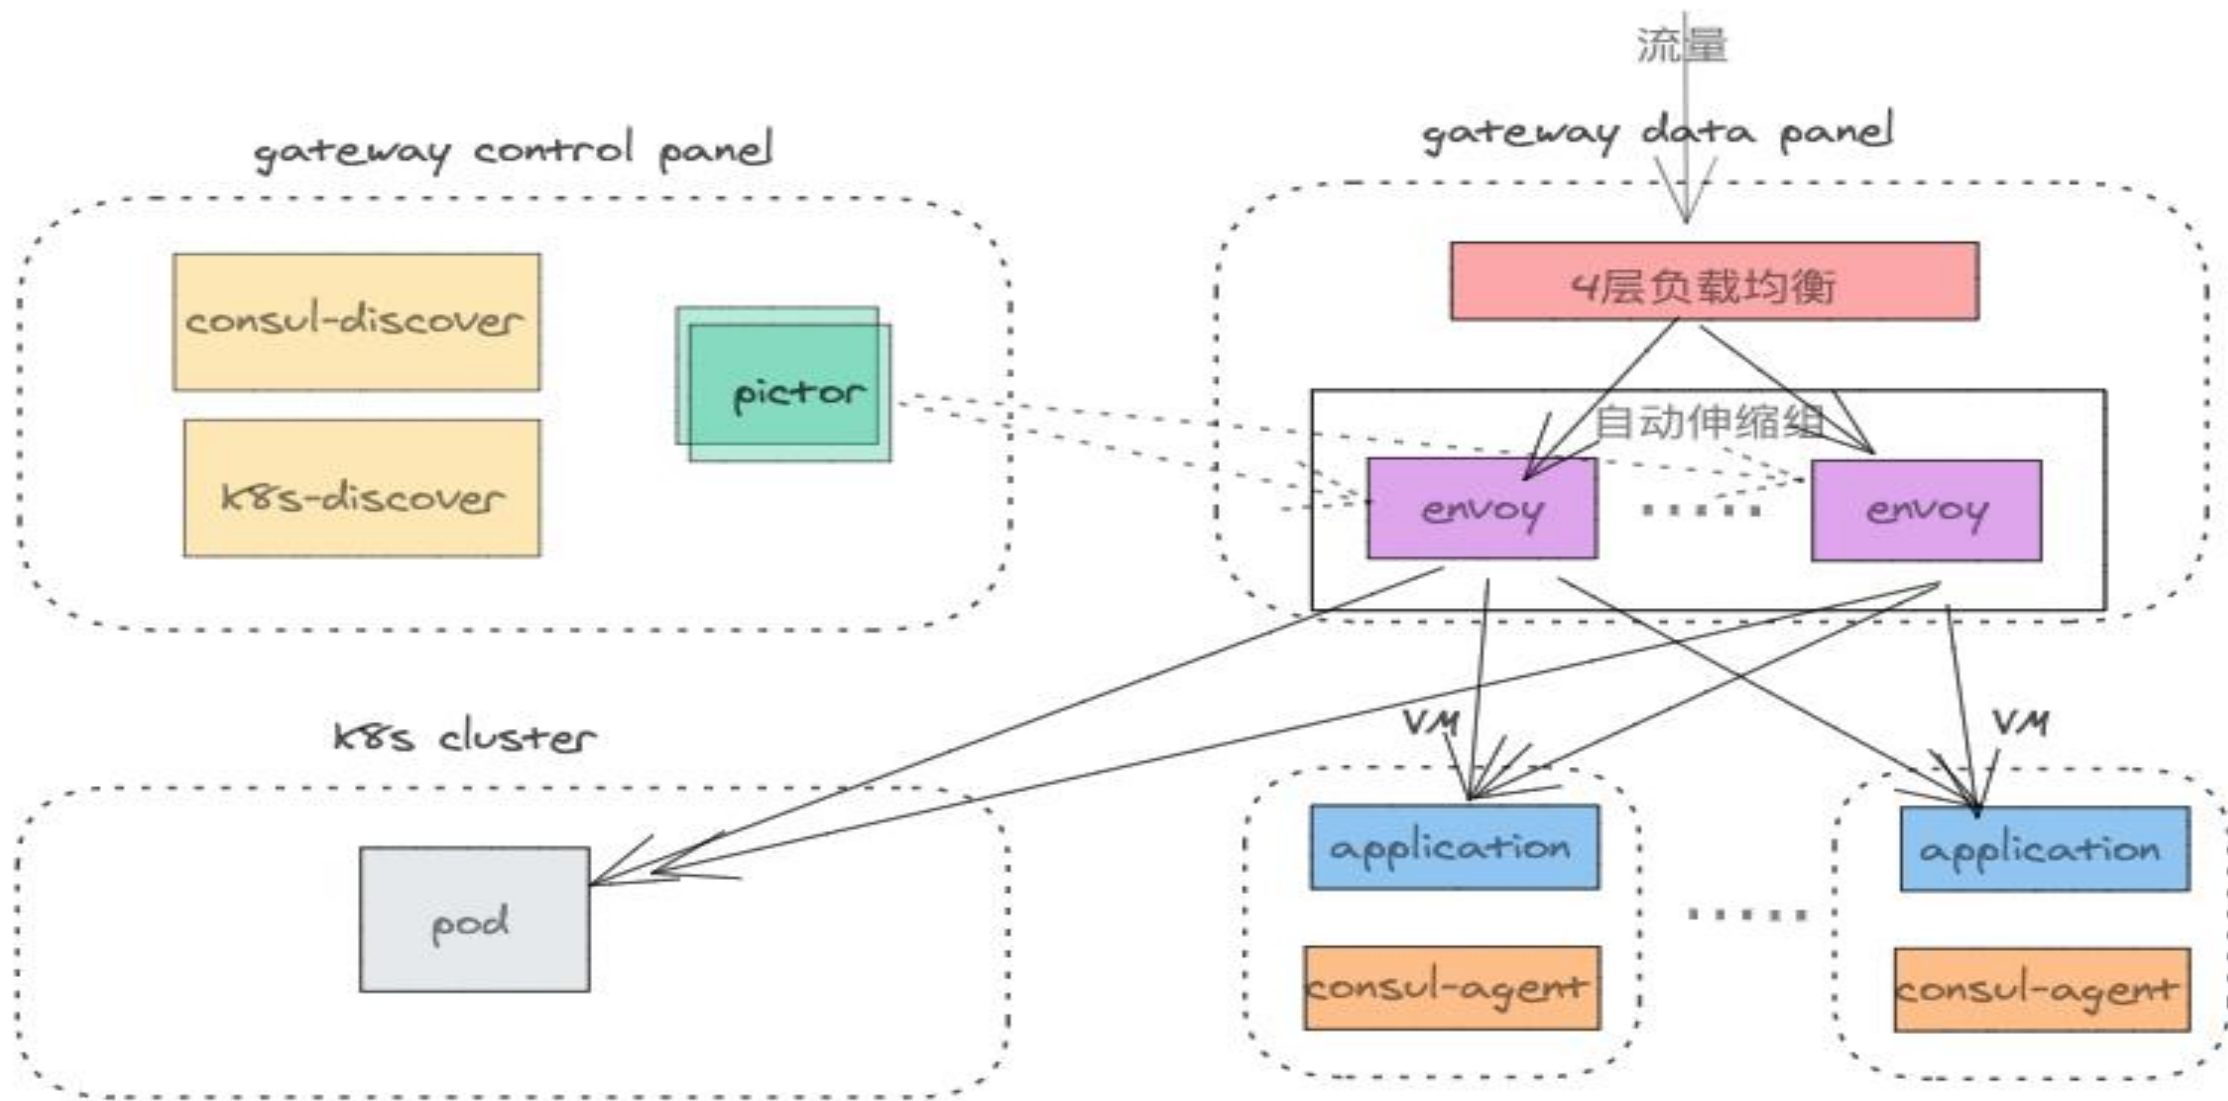 流量
gateway control panel
gateway data panel
consul-discover
k8s-discover
pictor
4层负载均衡
自动伸缩组
envoy
envoy
k8s cluster
pod
VM
VM
application
application
consul-agent
consul-agent